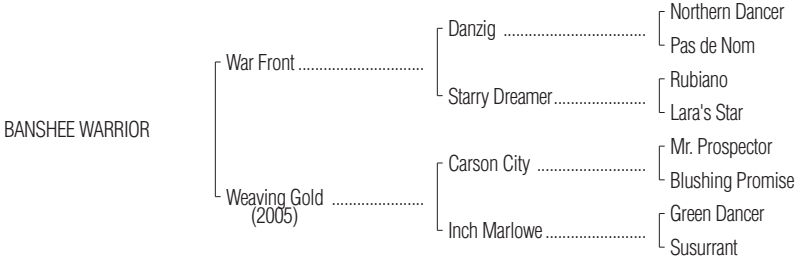 Northern Dancer
Danzig ..................................
Pas de Nom
War Front ..............................
Rubiano
Starry Dreamer......................
Lara's Star
BANSHEE WARRIOR
Mr. Prospector
Carson City ..........................
Blushing Promise
Weaving Gold ......................
(2005)
Green Dancer
Inch Marlowe ........................
Susurrant